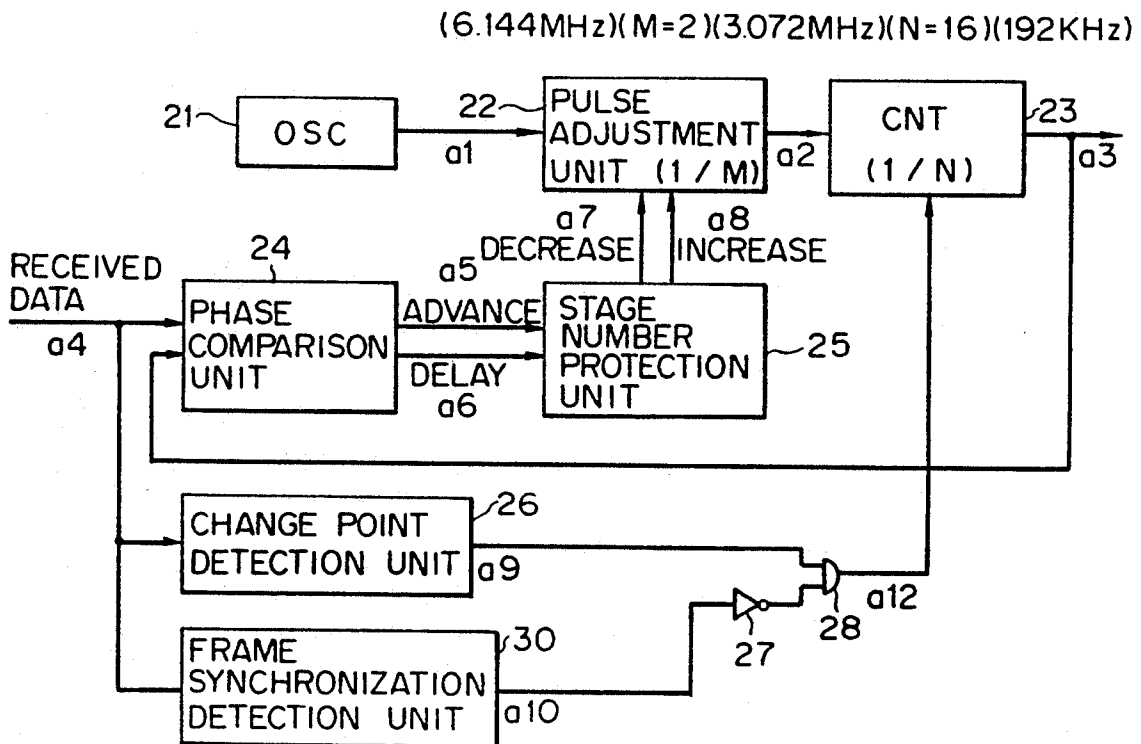 (6.144MHz)(M=2)(3.072MHz)(N=16)(192KHz)
21
OSC
a1
22
PULSE
ADJUSTMENT
UNIT (1/M)
a2
CNT
(1/N)
23
a3
a7
DECREASE
a8
INCREASE
RECEIVED
DATA
a4
24
PHASE
COMPARISON
UNIT
a5
ADVANCE
DELAY
a6
STAGE
NUMBER
PROTECTION
UNIT
25
26
CHANGE POINT
DETECTION UNIT
a9
27
28
a12
30
FRAME
SYNCHRONIZATION
DETECTION UNIT
a10